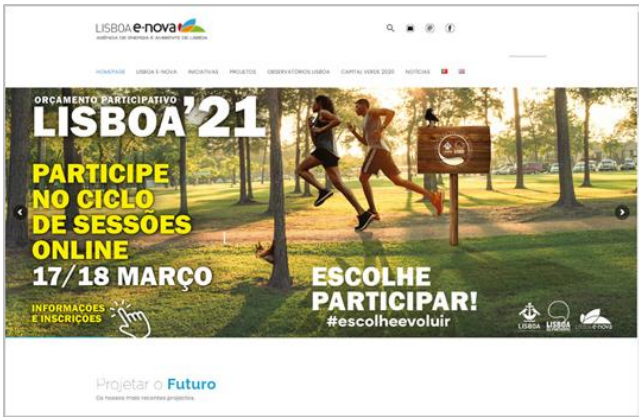 LISBOA e-nova
AGÊNCIA DE ENERGIA E AMBIENTE DE LISBOA
HOMEPAGE LISBOA E-NOVA INICIATIVAS PROJETOS OBSERVATÓRIOS LISBOA CAPITAL VERDE 2020 NOTÍCIAS
ORÇAMENTO PARTICIPATIVO
LISBOA'21
PARTICIPE
NO CICLO
DE SESSÕES
ONLINE
17/18 MARÇO
INFORMAÇÕES
E INSCRIÇÕES
ESCOLHE
PARTICIPAR!
#escolheevoluir
LISBOA
LISBOA
Lisboa e-nova
Projetar o Futuro
Os nossos mais recentes projectos.